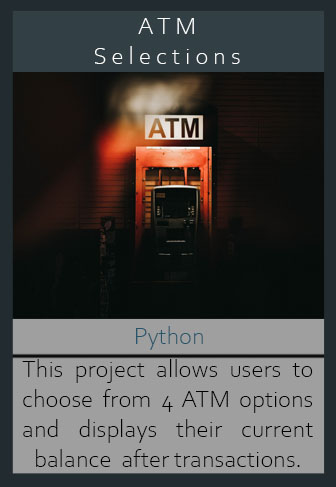 ATM
Selections
ATM
Python
This project allows users to
choose from 4 ATM options
and displays their current
balance after transactions.